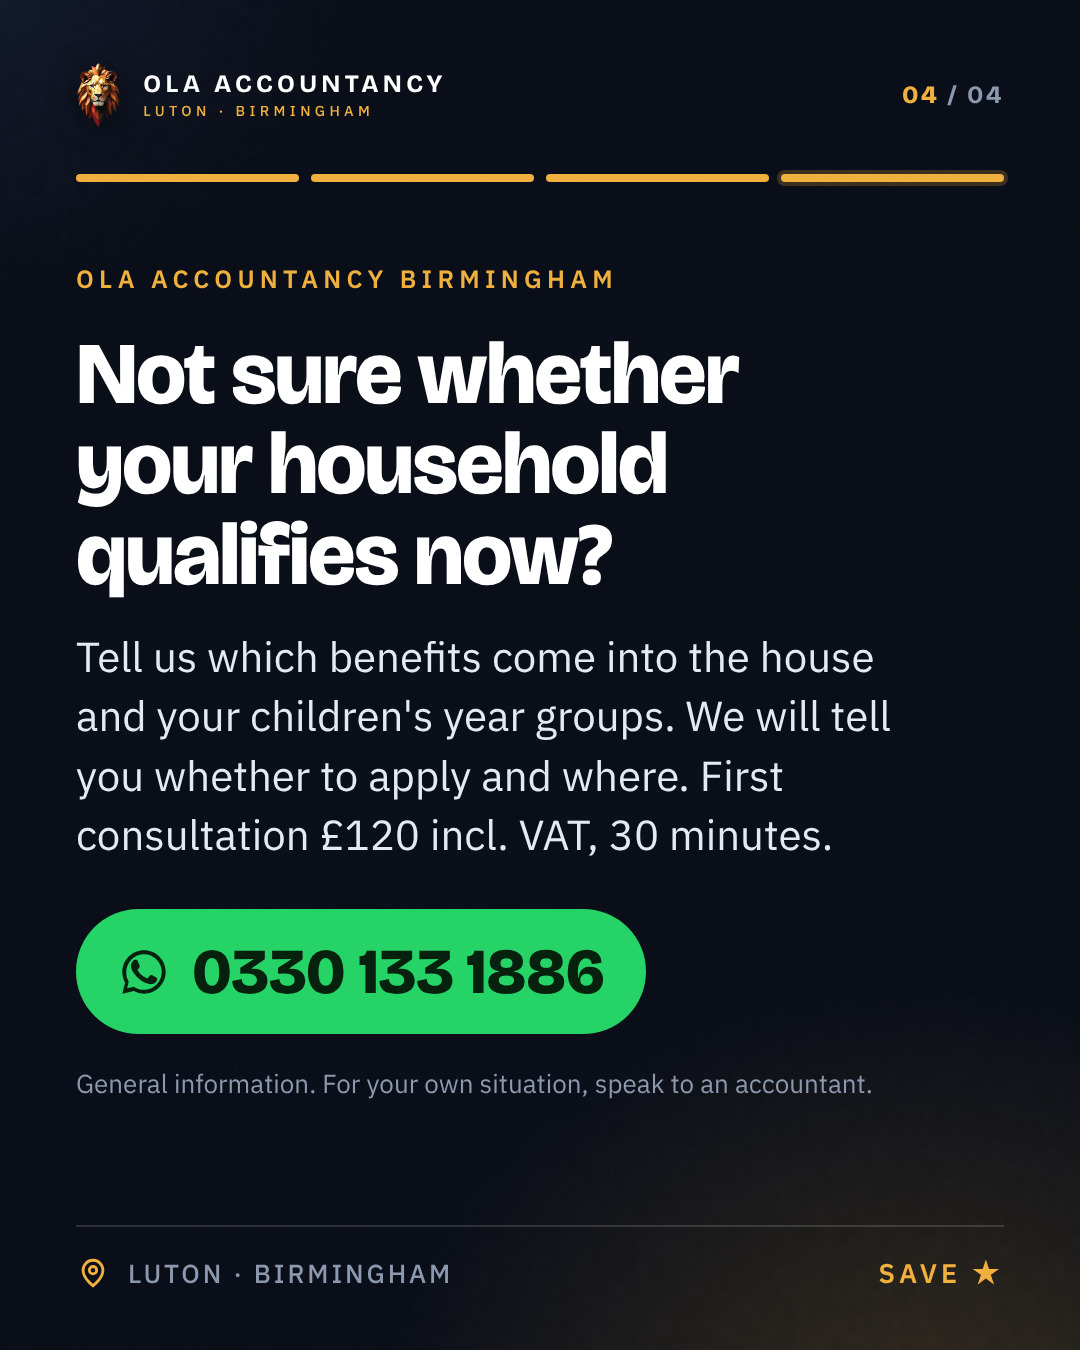 OLA ACCOUNTANCY
LUTON · BIRMINGHAM
04 / 04
OLA ACCOUNTANCY BIRMINGHAM
Not sure whether
your household
qualifies now?
Tell us which benefits come into the house
and your children's year groups. We will tell
you whether to apply and where. First
consultation £120 incl. VAT, 30 minutes.
0330 133 1886
General information. For your own situation, speak to an accountant.
LUTON · BIRMINGHAM
SAVE ★